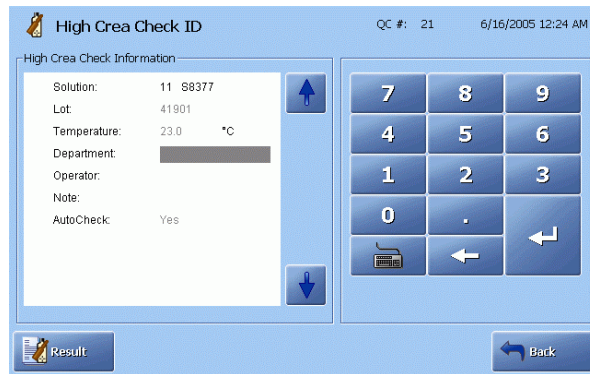 High Crea Check ID QC #: 21 6/16/2005 12:24 AM
High Crea Check Information
Solution: 11 S8377
Lot: 41901
Temperature: 23.0 °C
Department:
Operator:
Note:
AutoCheck: Yes
7 8 9
4 5 6
1 2 3
0 .
Result Back